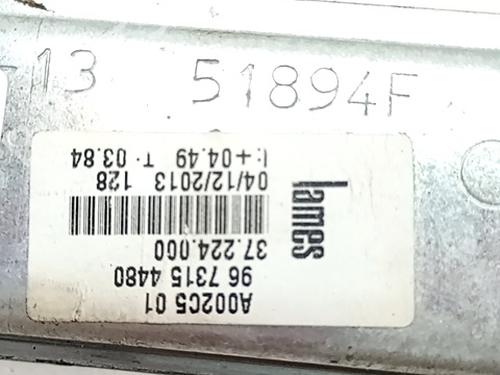 -13 51894F
A002C5 01
96 7315 4480
37.224.000
04/12/2013 128
I:+04.49 T: 03.84
lames